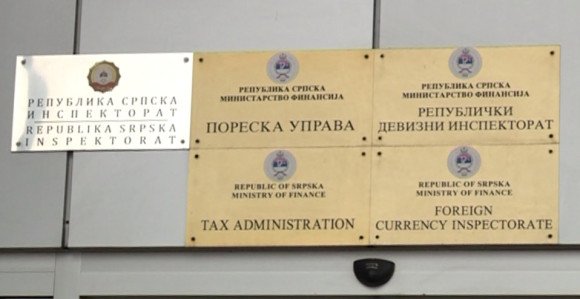 РЕПУБЛИКА СРПСКА
ИНСПЕКТОРАТ
REPUBLIKA SRPSKA
INSPEKTORAT
РЕПУБЛИКА СРПСКА
МИНИСТАРСТВО ФИНАНСИЈА
ПОРЕСКА УПРАВА
РЕПУБЛИКА СРПСКА
МИНИСТАРСТВО ФИНАНСИЈА
РЕПУБЛИЧКИ
ДЕВИЗНИ ИНСПЕКТОРАТ
REPUBLIC OF SRPSKA
MINISTRY OF FINANCE
TAX ADMINISTRATION
REPUBLIC OF SRPSKA
MINISTRY OF FINANCE
FOREIGN
CURRENCY INSPECTORATE